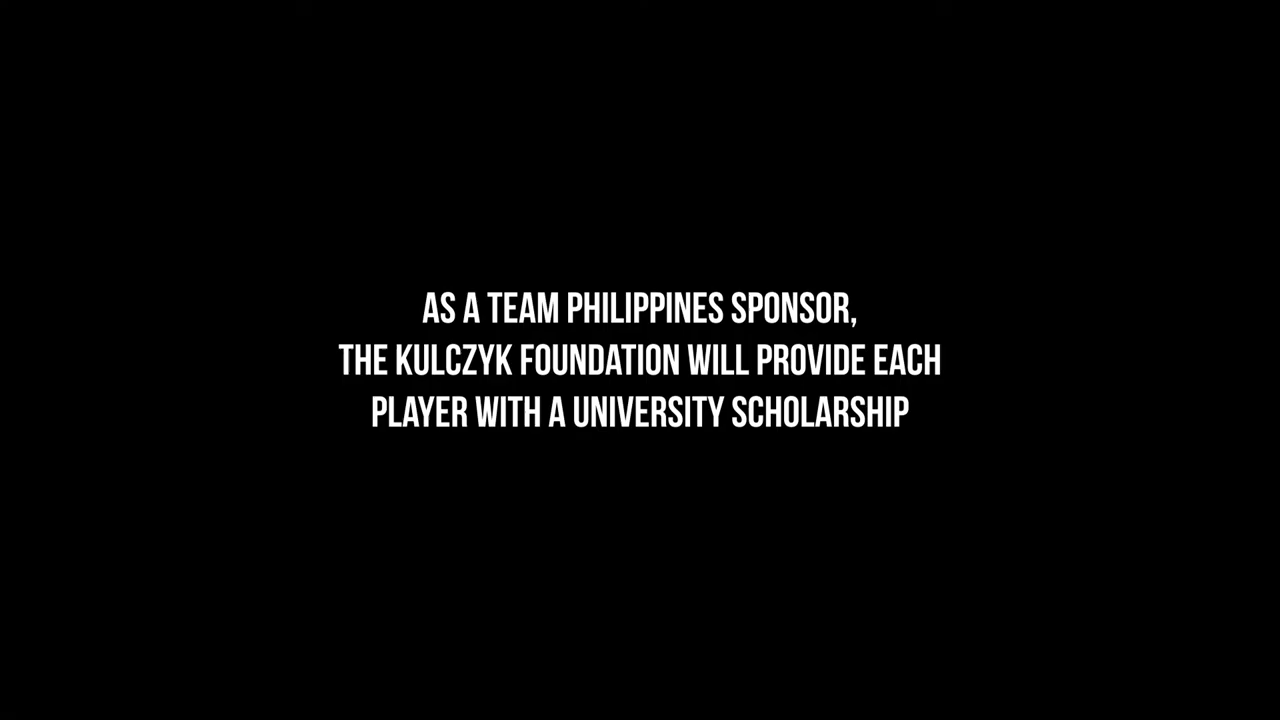 AS A TEAM PHILIPPINES SPONSOR,
THE KULCZYK FOUNDATION WILL PROVIDE EACH
PLAYER WITH A UNIVERSITY SCHOLARSHIP